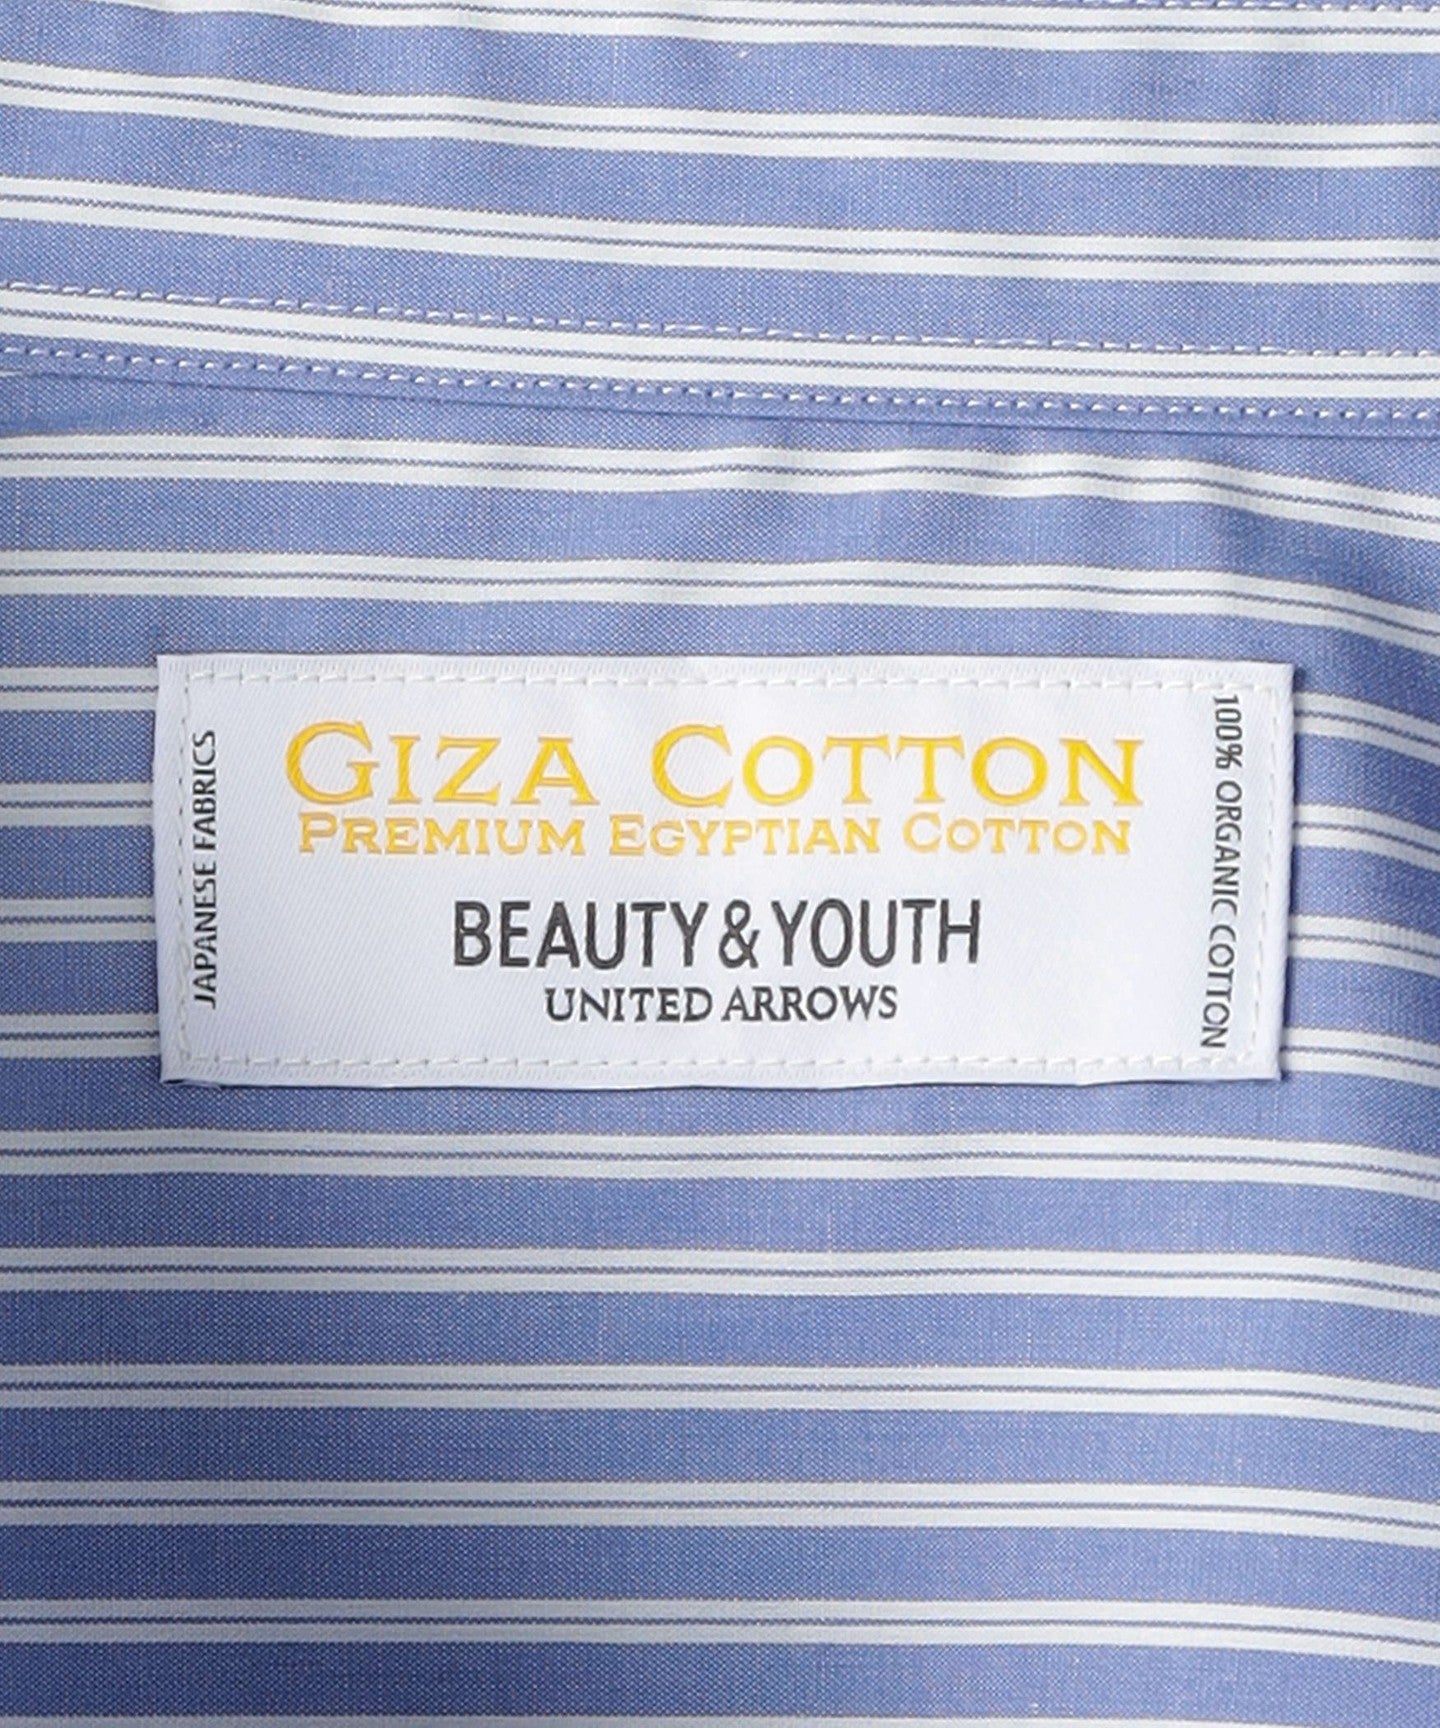 GIZA COTTON
PREMIUM EGYPTIAN COTTON
BEAUTY&YOUTH
UNITED ARROWS
JAPANESE FABRICS
100% ORGANIC COTTON